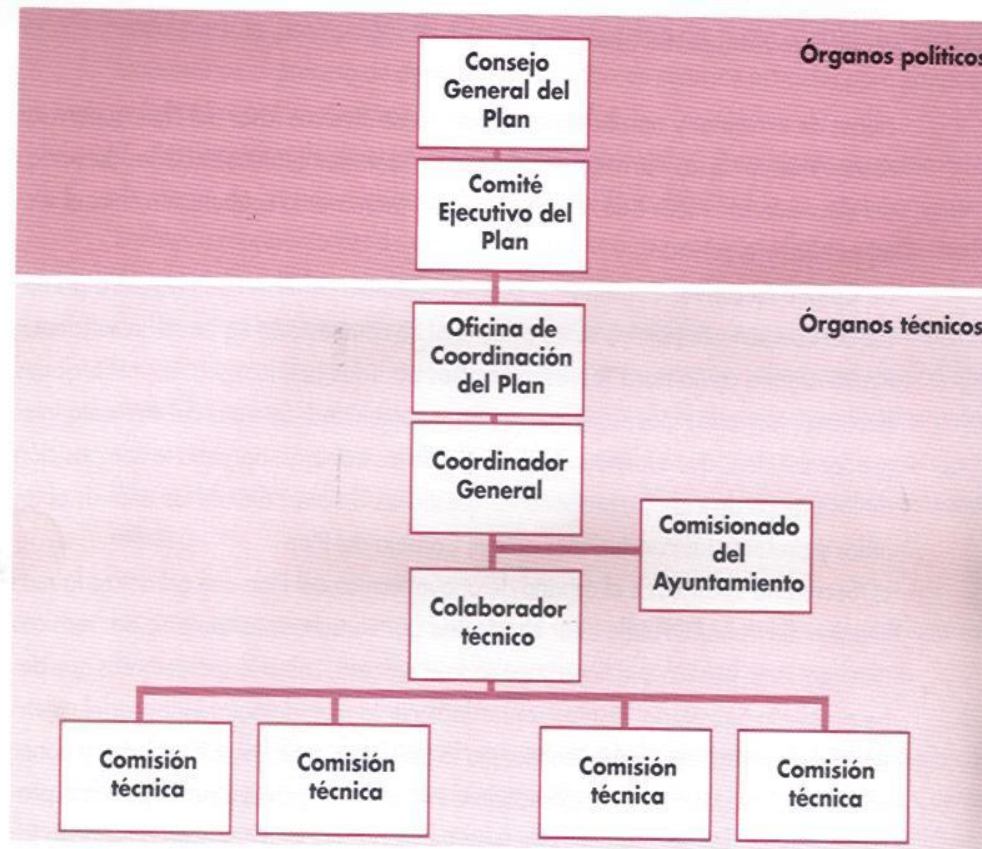 Órganos políticos
Consejo
General del
Plan
Comité
Ejecutivo del
Plan
Órganos técnicos
Oficina de
Coordinación
del Plan
Coordinador
General
Comisionado
del
Ayuntamiento
Colaborador
técnico
Comisión
técnica
Comisión
técnica
Comisión
técnica
Comisión
técnica